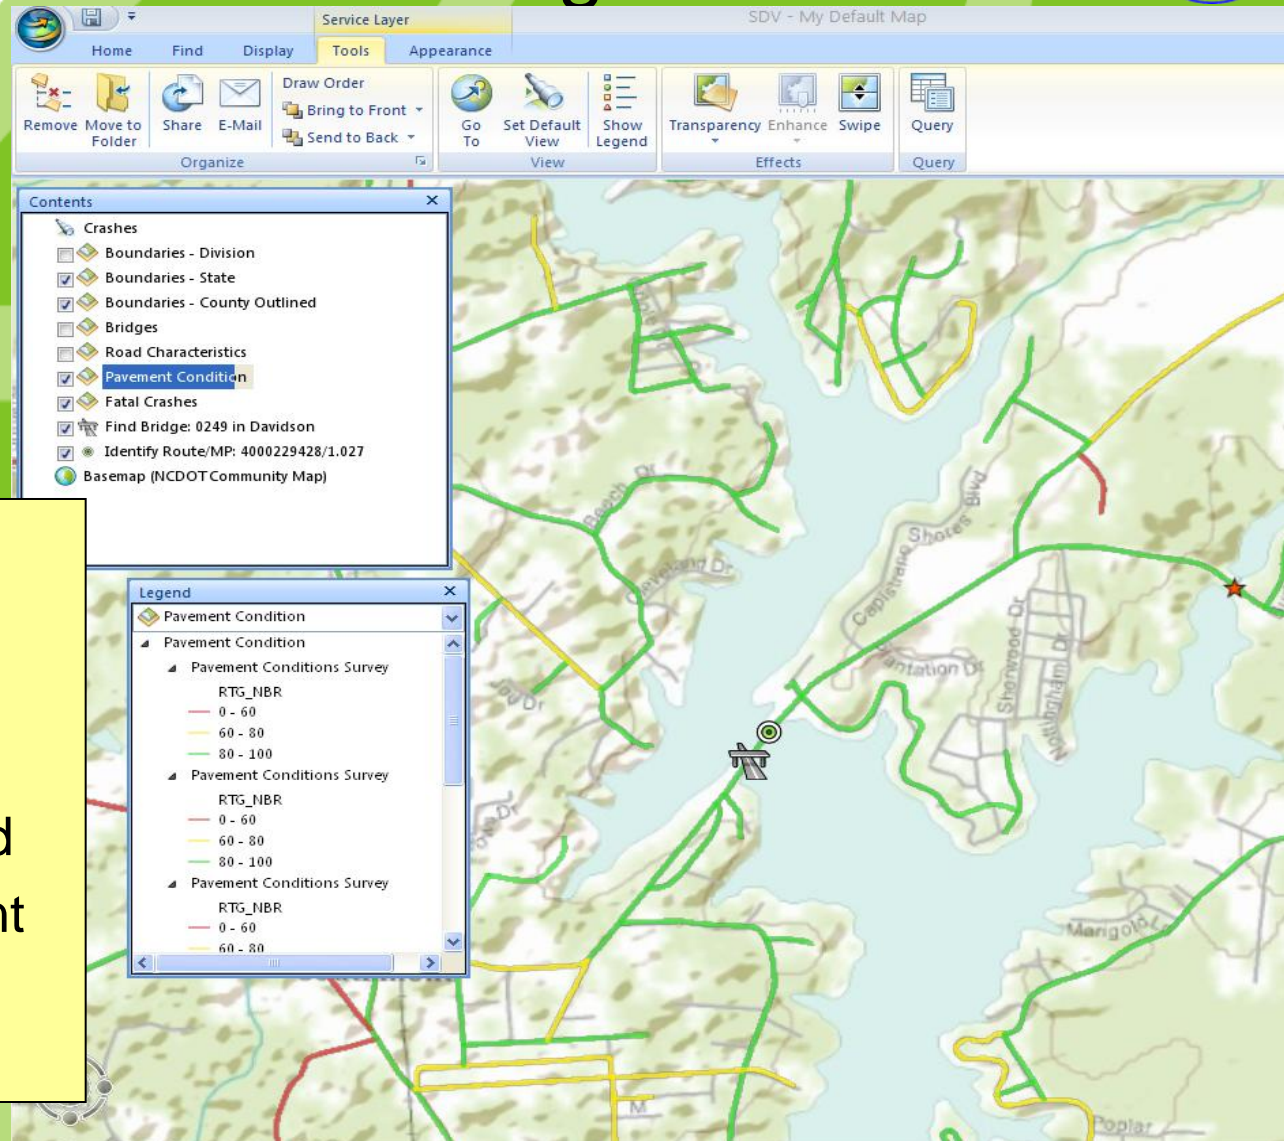 g
Service Layer
SDV - My Default Map
Home Find Display Tools Appearance
Remove
Move to Folder
Share
E-Mail
Draw Order
Bring to Front
Send to Back
Go To
Set Default View
Show Legend
Transparency
Enhance
Swipe
Query
Organize View Effects Query
Contents
Crashes
Boundaries - Division
Boundaries - State
Boundaries - County Outlined
Bridges
Road Characteristics
Pavement Condition
Fatal Crashes
Find Bridge: 0249 in Davidson
Identify Route/MP: 4000229428/1.027
Basemap (NCDOT Community Map)
Legend
Pavement Condition
Pavement Condition
Pavement Conditions Survey
RTG_NBR
0 - 60
60 - 80
80 - 100
Pavement Conditions Survey
RTG_NBR
0 - 60
60 - 80
80 - 100
Pavement Conditions Survey
RTG_NBR
0 - 60
60 - 80
d
nt
Beech Dr
Cleveland Dr
Capistrano Shores Blvd
Plantation Dr
Sherwood Dr
Nottingham Dr
Joy Dr
Marigold L
M
Poplar